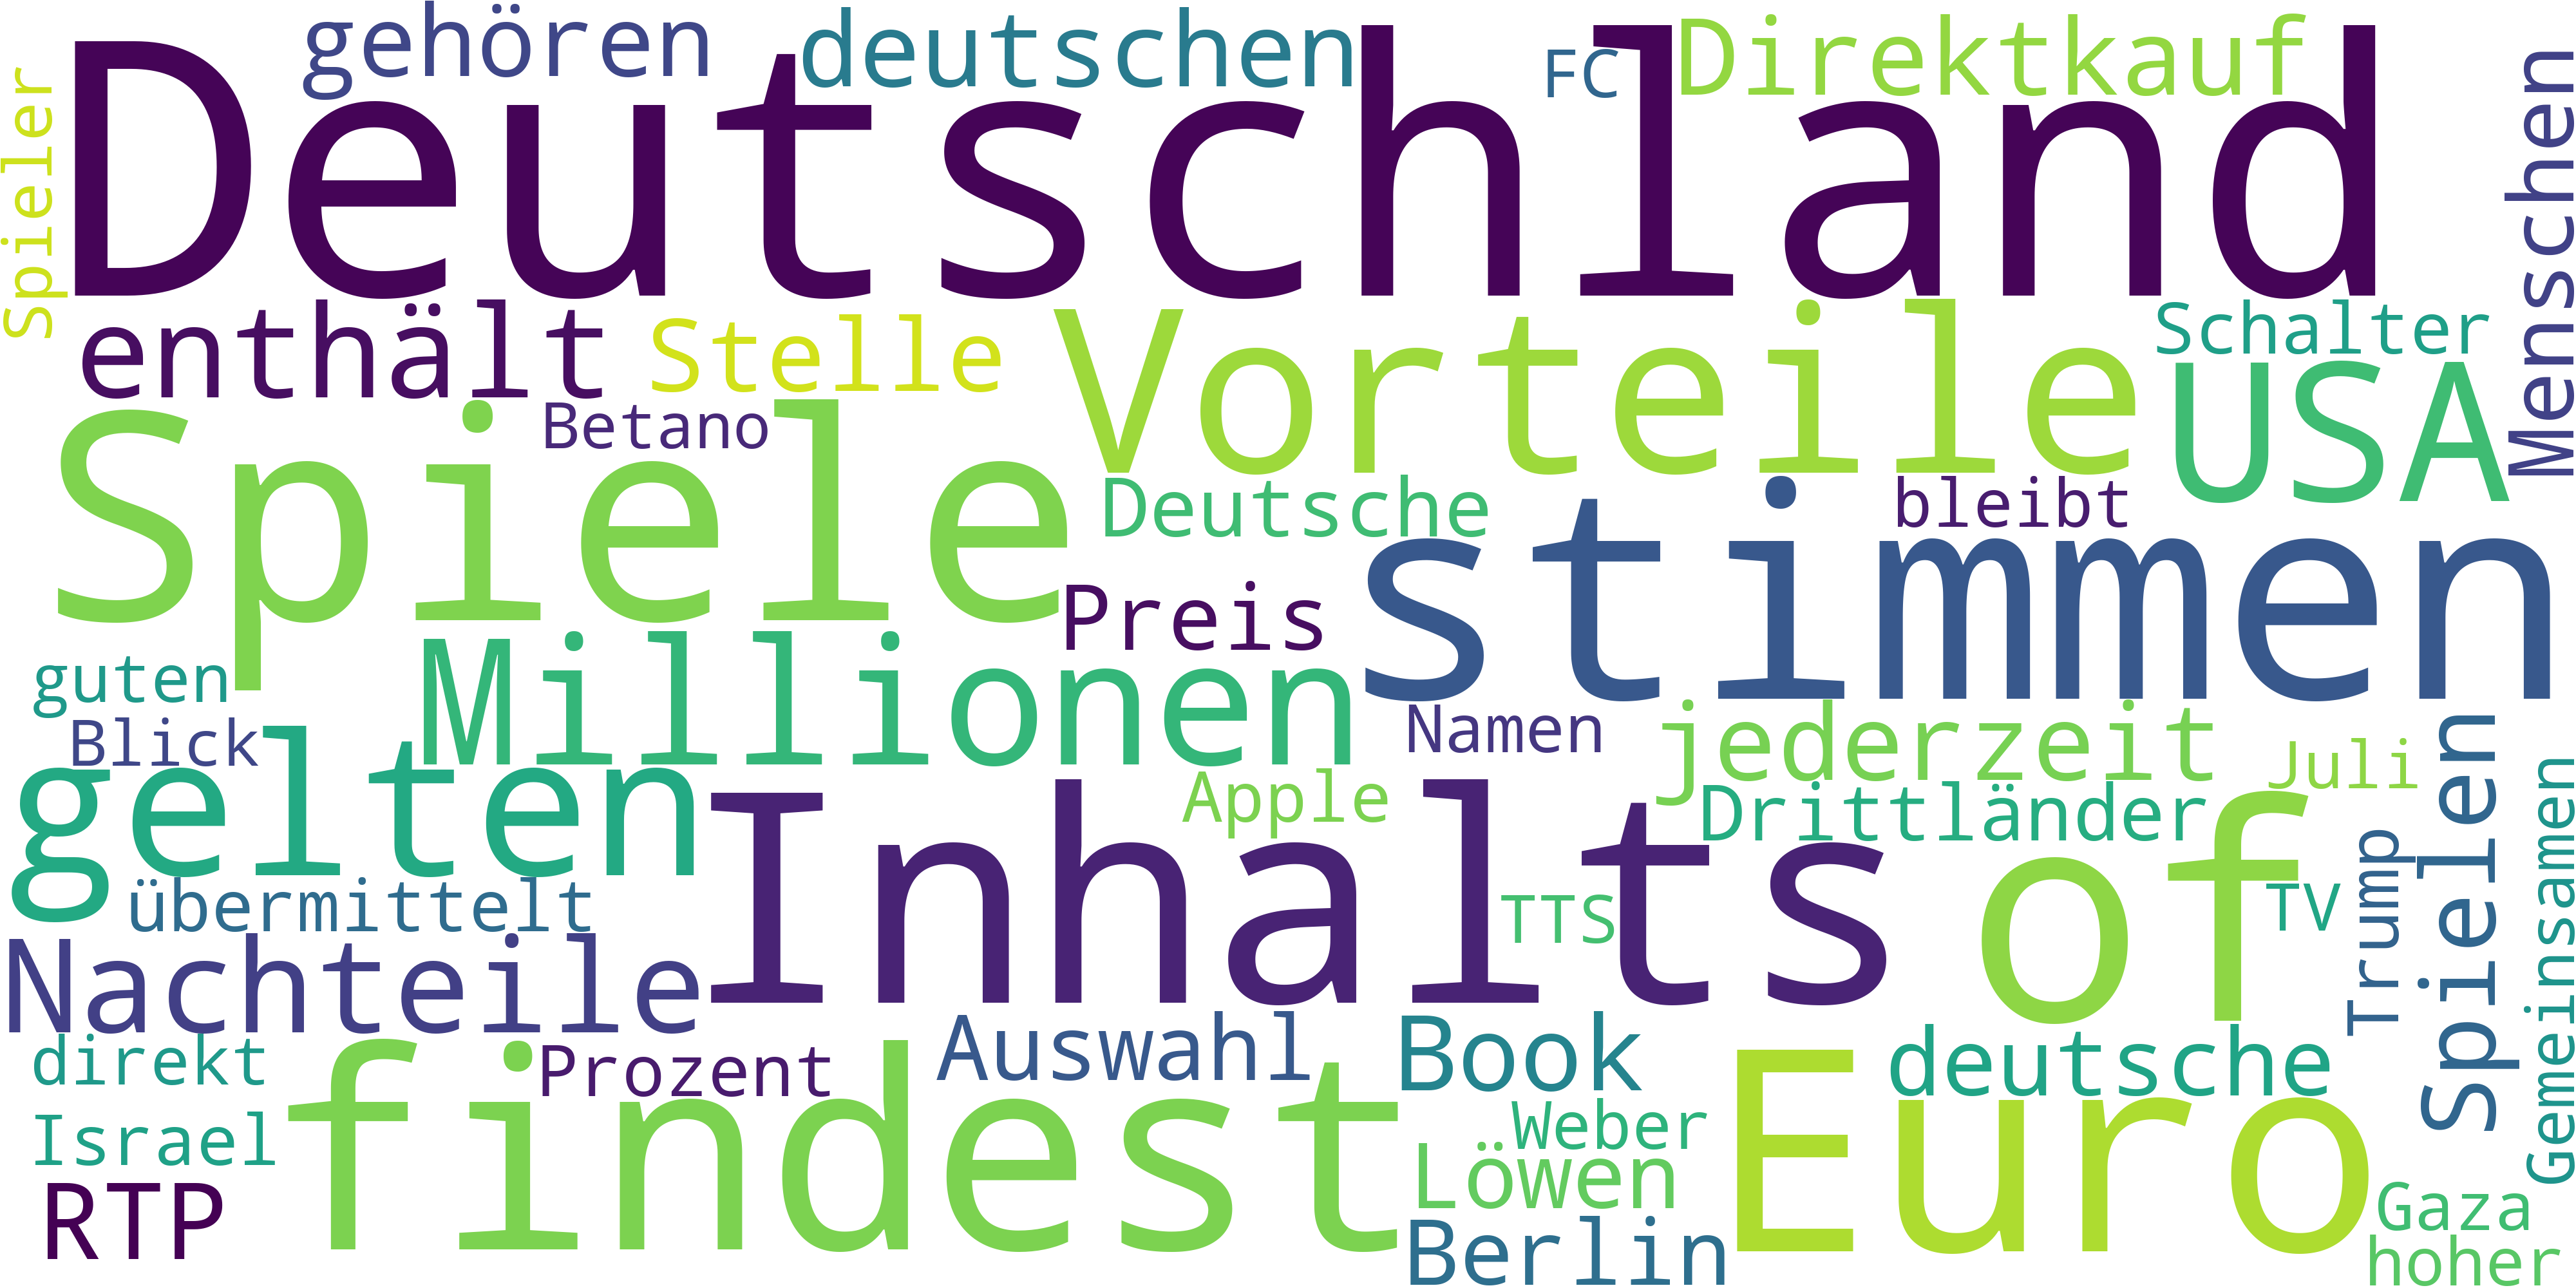 gehören
deutschen
FC
Direktkauf
Menschen
Spieler
Deutschland
enthält
Stelle
Vorteile
Schalter
USA
Betano
Spiele
Deutsche
bleibt
stimmen
Preis
Millionen
guten
Blick
Namen
jederzeit
Juli
gelten
Apple
Drittländer
Spielen
Gemeinsamen
Inhalts
of
Trump
TV
TTS
übermittelt
Nachteile
Auswahl
Book
deutsche
direkt
Prozent
findest
Euro
Weber
Israel
Löwen
RTP
Berlin
Gaza
hoher